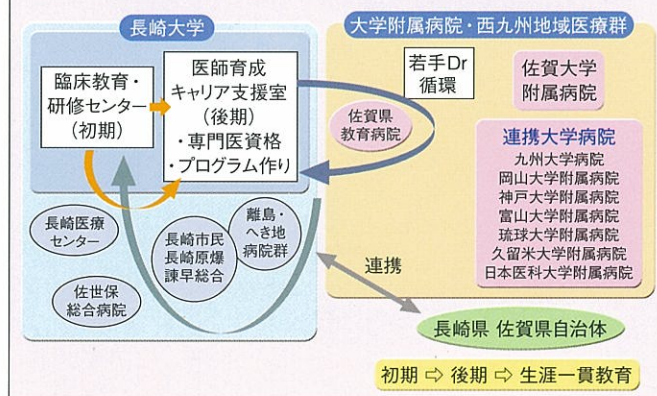 長崎大学
臨床教育・
研修センター
(初期)
医師育成
キャリア支援室
(後期)
・専門医資格
・プログラム作り
長崎医療
センター
佐世保
総合病院
長崎市民
長崎原爆
諫早総合
離島・
へき地
病院群
大学附属病院・西九州地域医療群
若手Dr
循環
佐賀県
教育病院
佐賀大学
附属病院
連携大学病院
九州大学病院
岡山大学附属病院
神戸大学附属病院
富山大学附属病院
琉球大学附属病院
久留米大学附属病院
日本医科大学附属病院
連携
長崎県 佐賀県自治体
初期 ⇨ 後期 ⇨ 生涯一貫教育